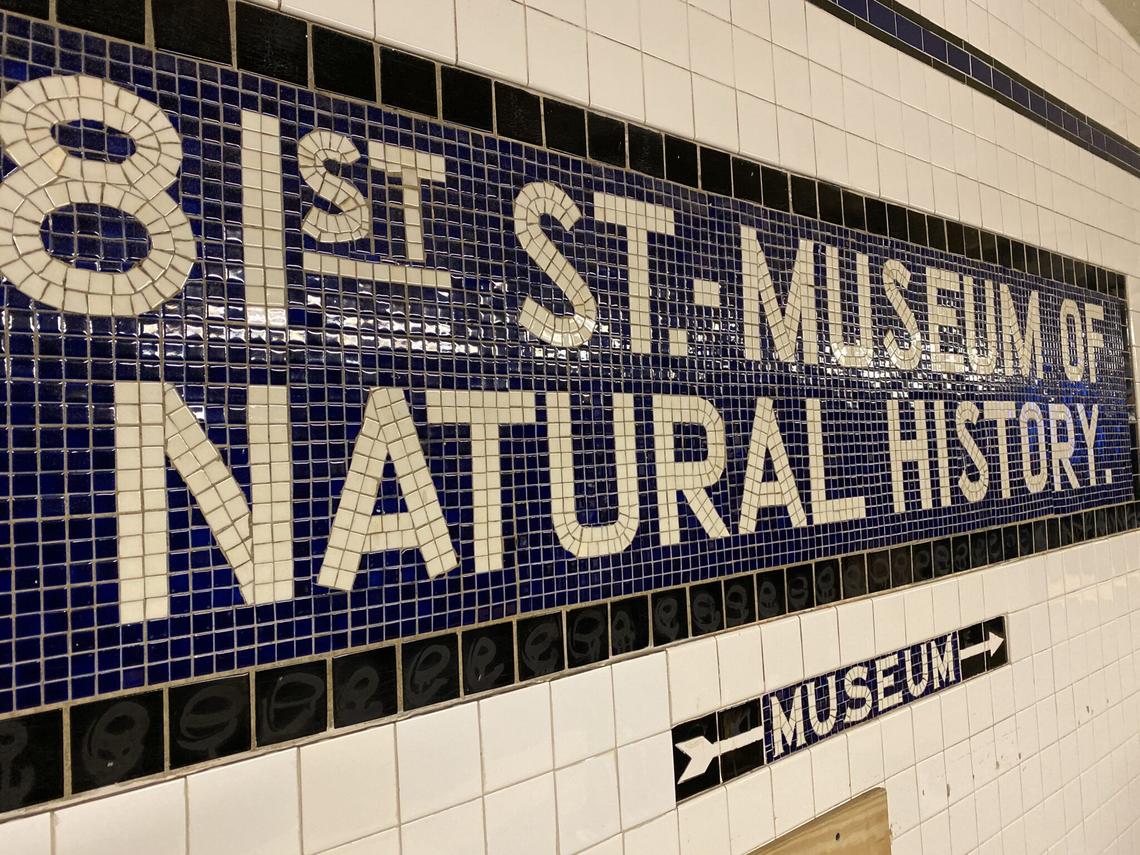 81ST ST.-MUSEUM OF
NATURAL HISTORY.
MUSEUM